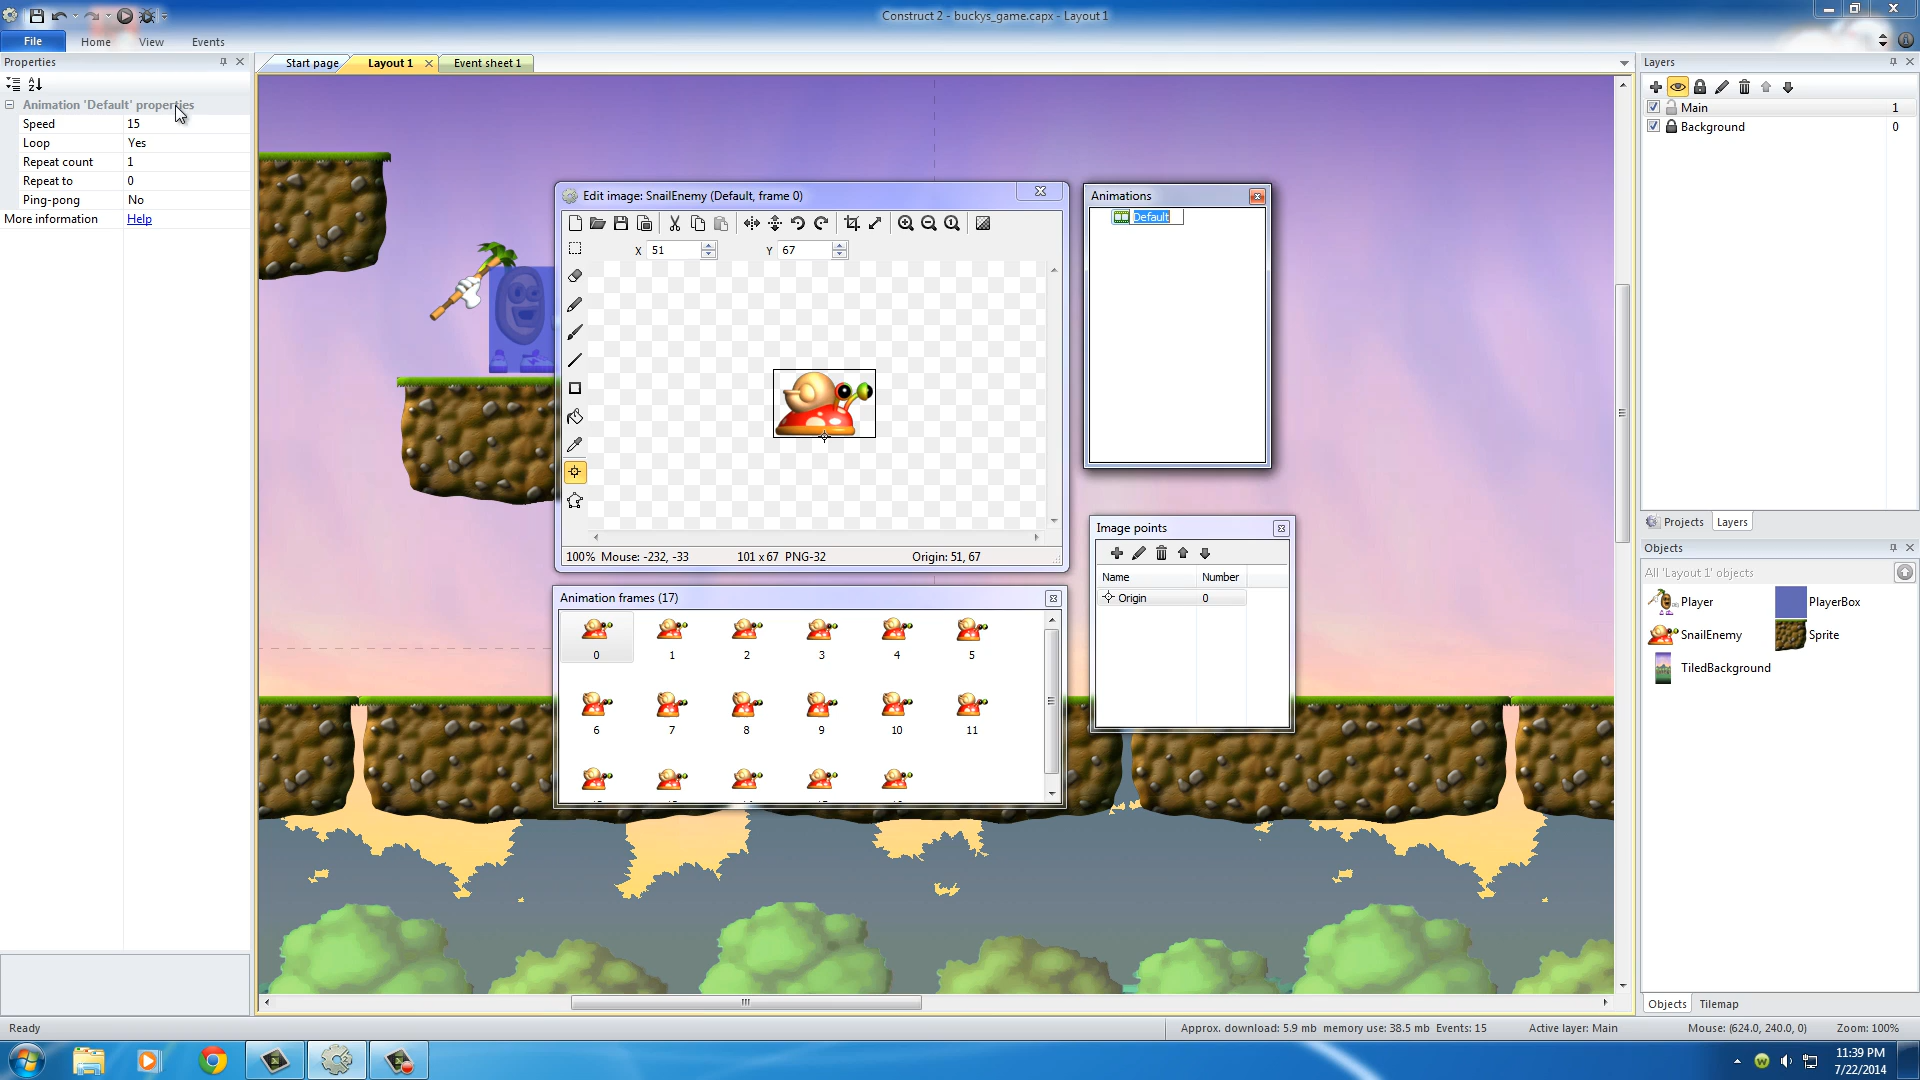 Construct 2 - buckys_game.capx - Layout 1
File Home View Events
Properties
Animation 'Default' properties
Speed 15
Loop Yes
Repeat count 1
Repeat to 0
Ping-pong No
More information Help
Start page Layout 1 Event sheet 1
Edit image: SnailEnemy (Default, frame 0)
X 51 Y 67
100% Mouse: -232, -33 101 x 67 PNG-32 Origin: 51, 67
Animations
Default
Image points
Name Number
Origin 0
Animation frames (17)
0 1 2 3 4 5
6 7 8 9 10 11
Layers
Main 1
Background 0
Projects Layers
Objects
All 'Layout 1' objects
Player PlayerBox
SnailEnemy Sprite
TiledBackground
Objects Tilemap
Ready
Approx. download: 5.9 mb memory use: 38.5 mb Events: 15 Active layer: Main Mouse: (624.0, 240.0, 0) Zoom: 100%
11:39 PM
7/22/2014